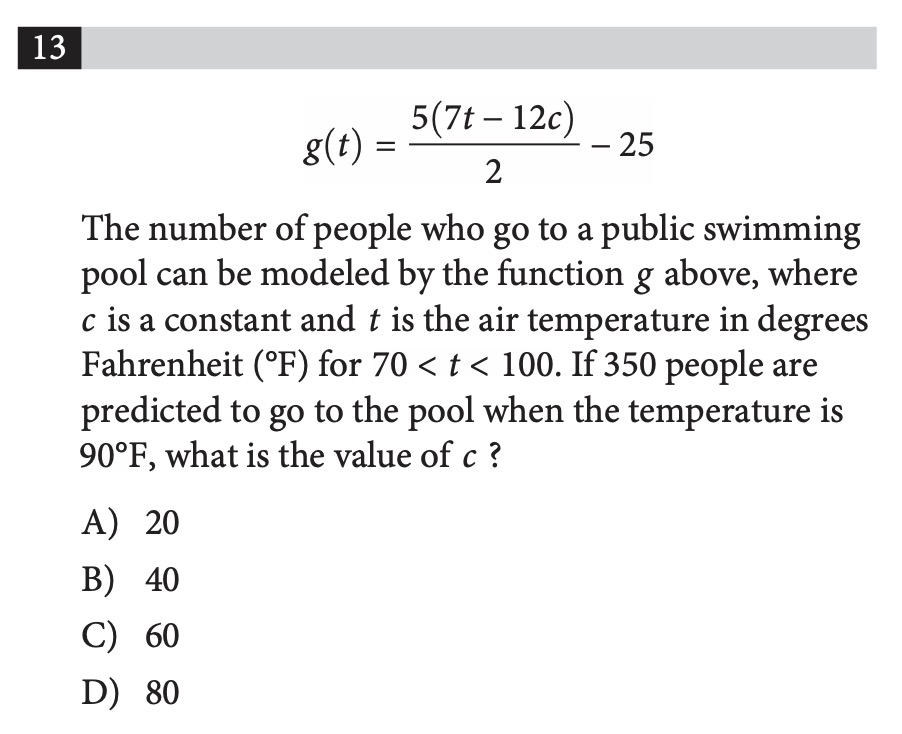 13
g(t) = 5(7t – 12c)/2 – 25
The number of people who go to a public swimming
pool can be modeled by the function g above, where
c is a constant and t is the air temperature in degrees
Fahrenheit (°F) for 70 < t < 100. If 350 people are
predicted to go to the pool when the temperature is
90°F, what is the value of c ?
A) 20
B) 40
C) 60
D) 80